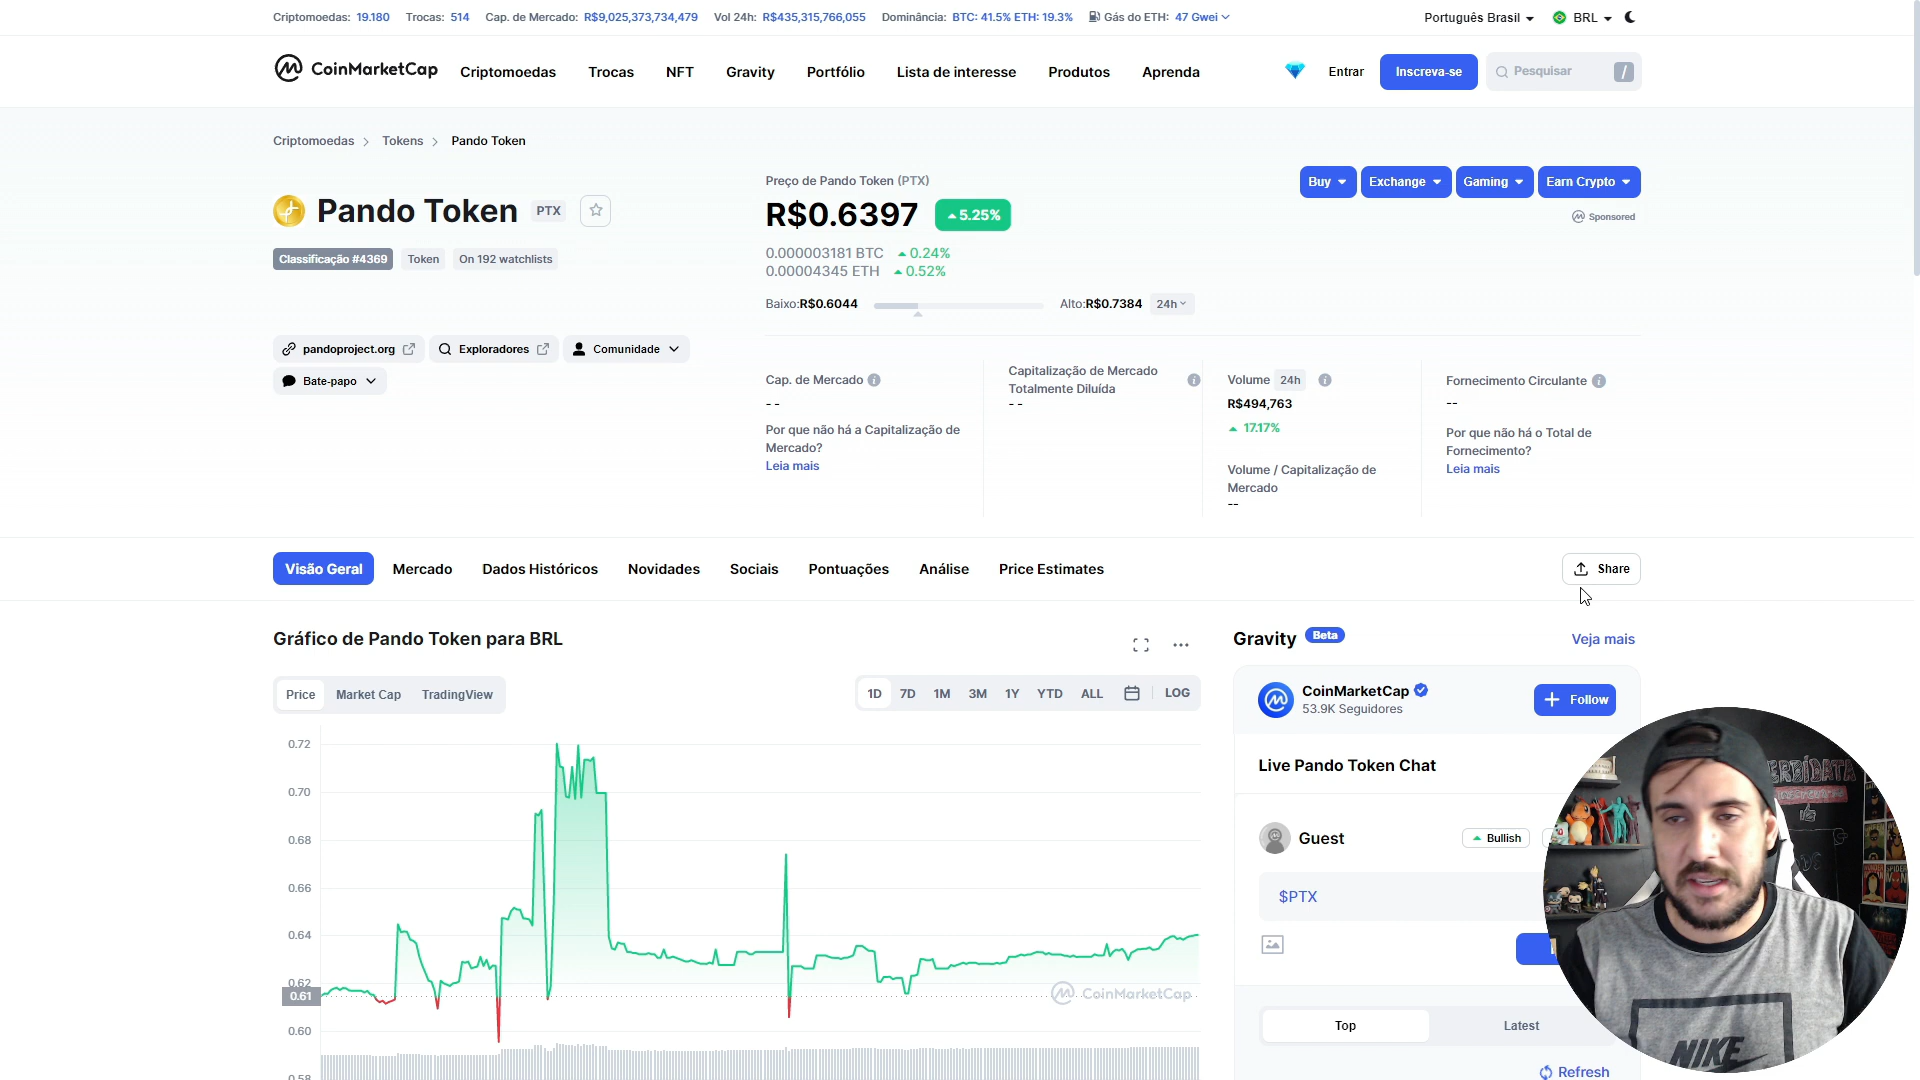 Criptomoedas: 19.180 Trocas: 514 Cap. de Mercado: R$9,025,373,734,479 Vol 24h: R$435,315,766,055 Dominância: BTC: 41.5% ETH: 19.3% Gás do ETH: 47 Gwei Português Brasil BRL
CoinMarketCap Criptomoedas Trocas NFT Gravity Portfólio Lista de interesse Produtos Aprenda Entrar Inscreva-se Pesquisar /
Criptomoedas > Tokens > Pando Token
Pando Token PTX
Classificação #4369 Token On 192 watchlists
pandoproject.org Exploradores Comunidade
Bate-papo
Preço de Pando Token (PTX)
R$0.6397 5.25%
0.000003181 BTC 0.24%
0.00004345 ETH 0.52%
Baixo:R$0.6044 Alto:R$0.7384 24h
Buy Exchange Gaming Earn Crypto
Sponsored
Cap. de Mercado
- -
Por que não há a Capitalização de
Mercado?
Leia mais
Capitalização de Mercado
Totalmente Diluída
- -
Volume 24h
R$494,763
17.17%
Volume / Capitalização de
Mercado
--
Fornecimento Circulante
--
Por que não há o Total de
Fornecimento?
Leia mais
Visão Geral Mercado Dados Históricos Novidades Sociais Pontuações Análise Price Estimates Share
Gráfico de Pando Token para BRL
Price Market Cap TradingView 1D 7D 1M 3M 1Y YTD ALL LOG
0.72
0.70
0.68
0.66
0.64
0.62
0.61
0.60
0.58
CoinMarketCap
Gravity Beta Veja mais
CoinMarketCap
53.9K Seguidores
Follow
Live Pando Token Chat
Guest Bullish
$PTX
Top Latest
Refresh
NIKE